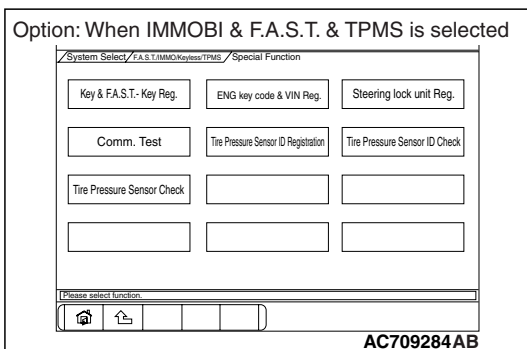 Option: When IMMOBI & F.A.S.T. & TPMS is selected
System Select/F.A.S.T./IMMO/Keyless/TPMS/Special Function
Key & F.A.S.T.- Key Reg. ENG key code & VIN Reg. Steering lock unit Reg.
Comm. Test Tire Pressure Sensor ID Registration Tire Pressure Sensor ID Check
Tire Pressure Sensor Check
Please select function.
AC709284AB